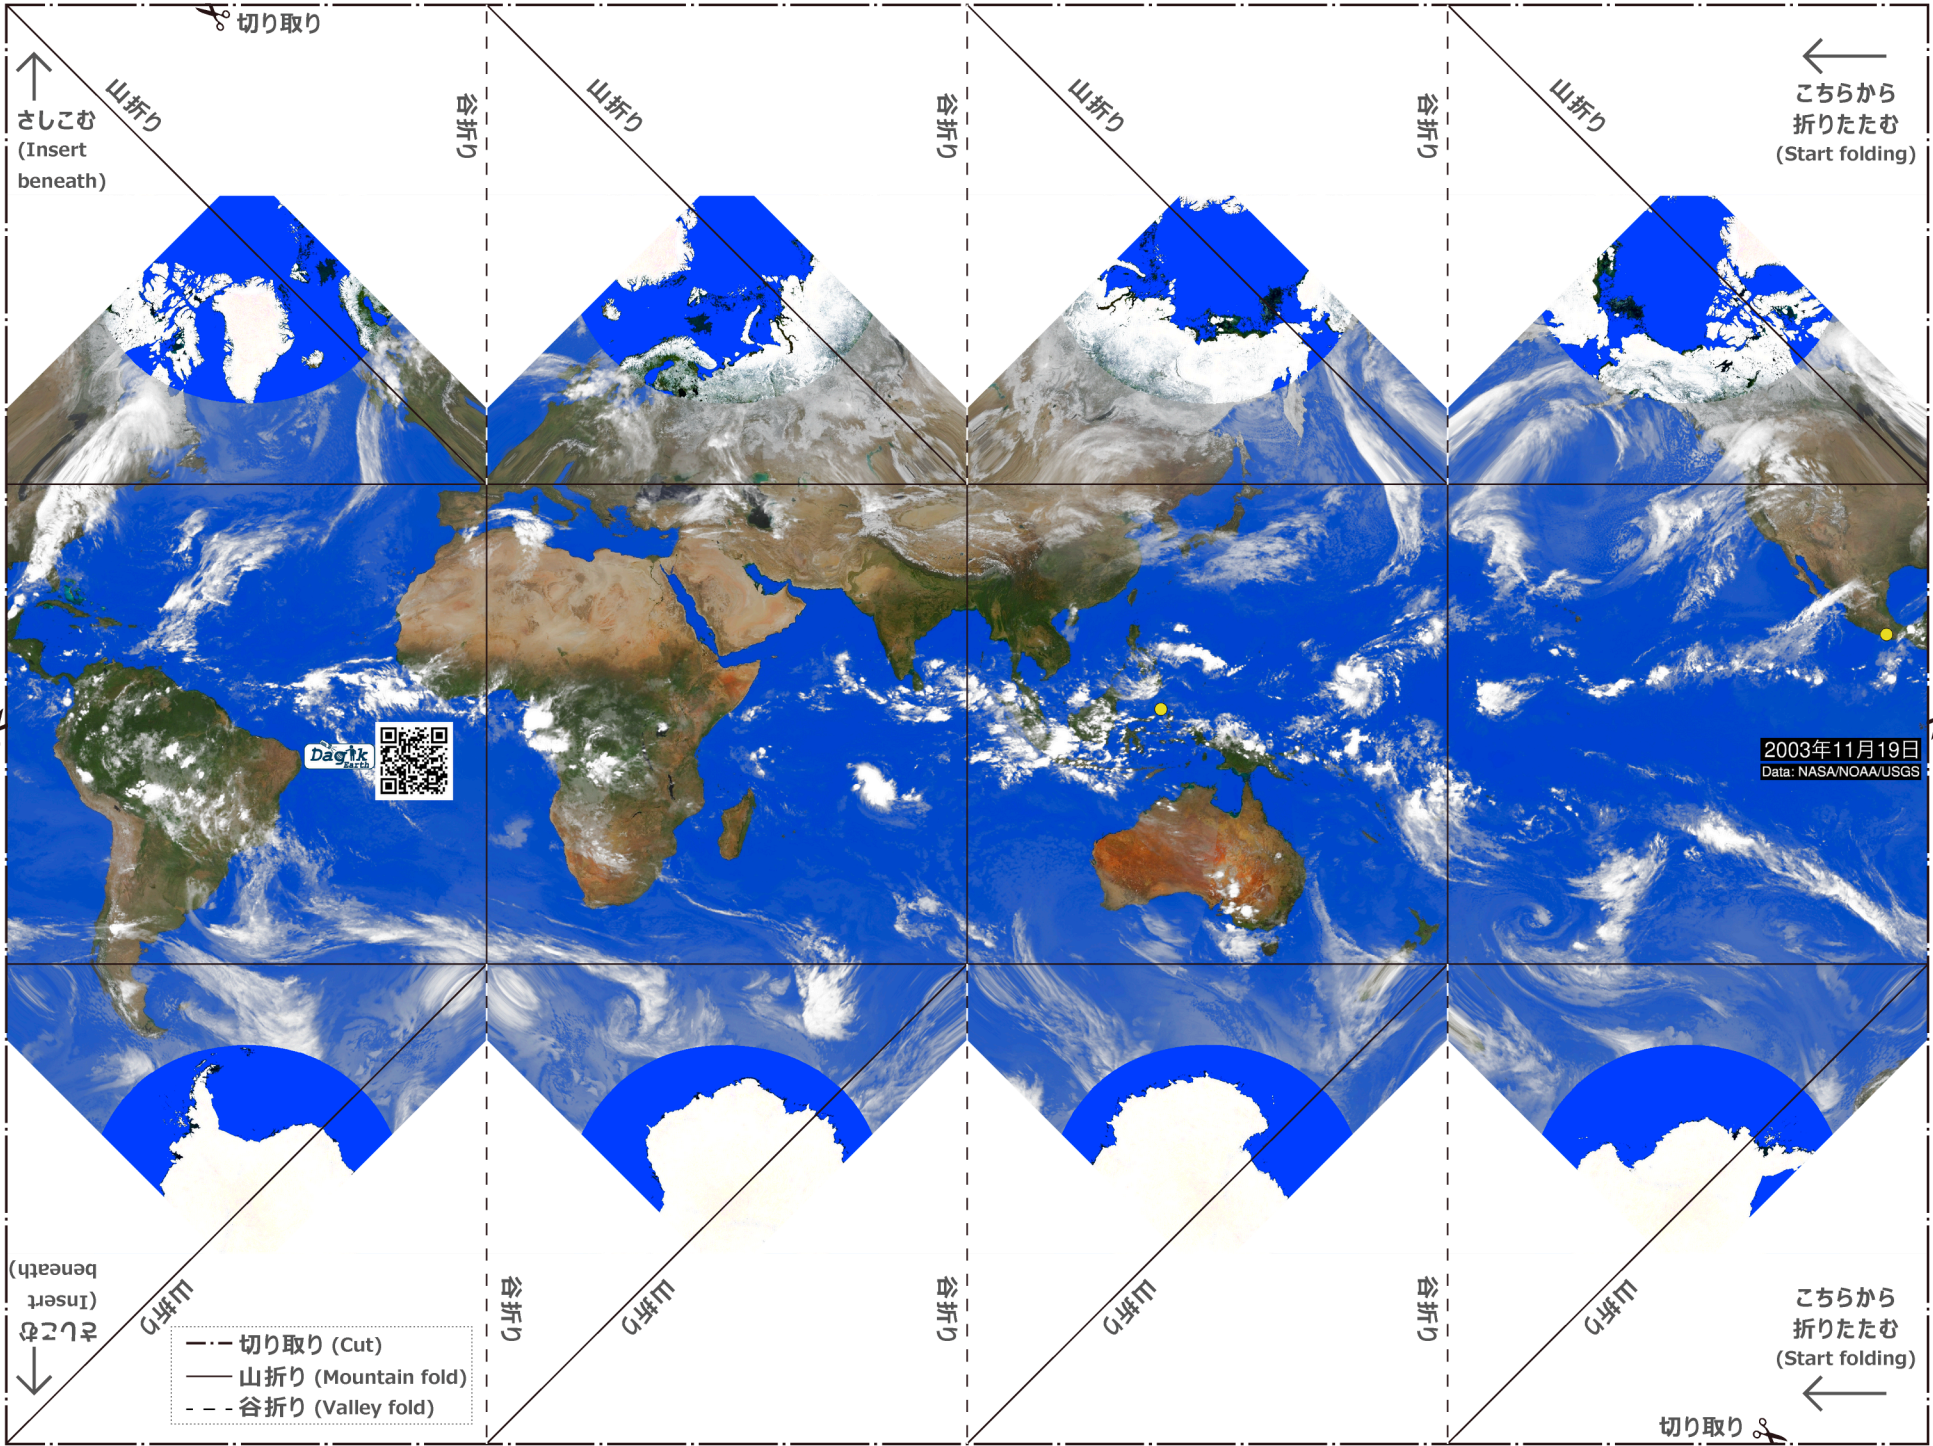 切り取り
山折り
谷折り
山折り
谷折り
山折り
谷折り
山折り
さしこむ
(Insert
beneath)
こちらから
折りたたむ
(Start folding)
Dagik
Earth
2003年11月19日
Data: NASA/NOAA/USGS
さしこむ
(Insert
beneath)
山折り
谷折り
山折り
谷折り
山折り
谷折り
山折り
切り取り (Cut)
山折り (Mountain fold)
谷折り (Valley fold)
こちらから
折りたたむ
(Start folding)
切り取り